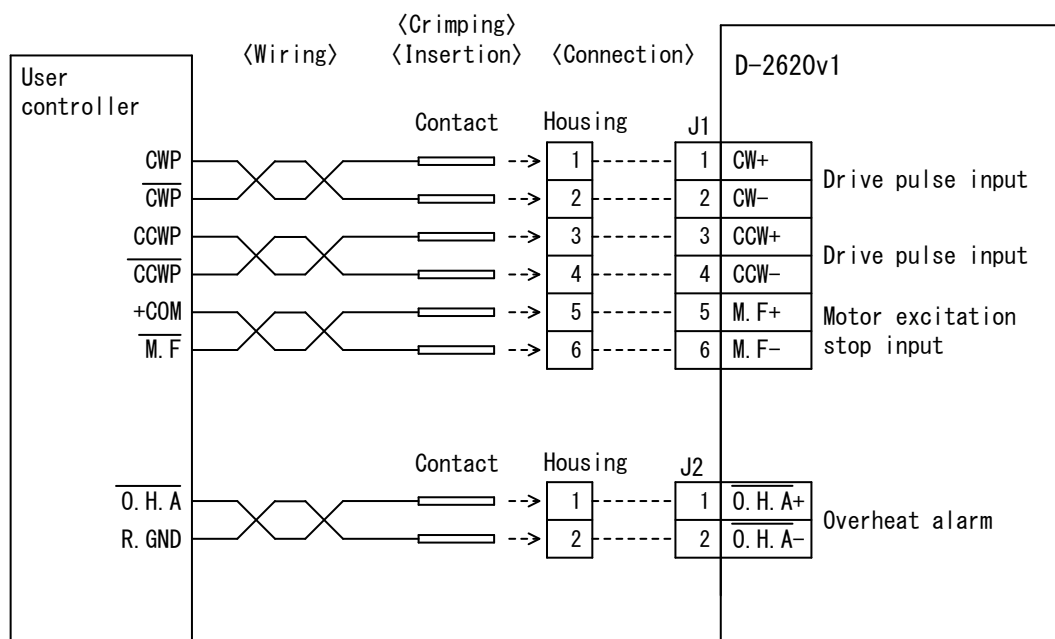 〈Crimping〉
〈Wiring〉 〈Insertion〉 〈Connection〉
D-2620v1
User
controller
Contact Housing J1
CWP 1 1 CW+
Drive pulse input
C̅W̅P̅ 2 2 CW-
CCWP 3 3 CCW+
Drive pulse input
C̅C̅W̅P̅ 4 4 CCW-
+COM 5 5 M.F+
Motor excitation
stop input
M̅.̅F̅ 6 6 M.F-
Contact Housing J2
O̅.̅H̅.̅A̅ 1 1 O̅.̅H̅.̅A̅+
Overheat alarm
R.GND 2 2 O̅.̅H̅.̅A̅-